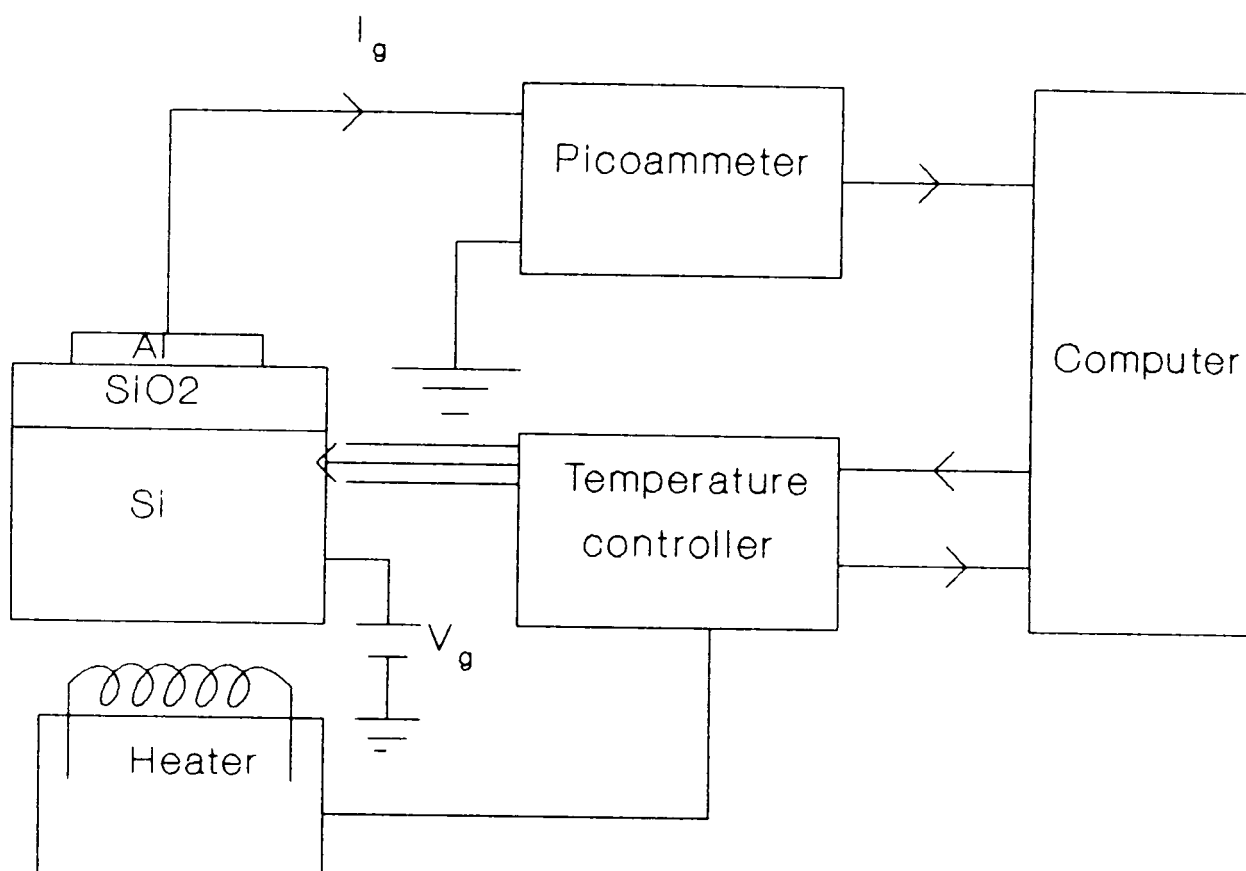 I g
Picoammeter
Computer
Al
SiO2
Si
Temperature
controller
V g
Heater